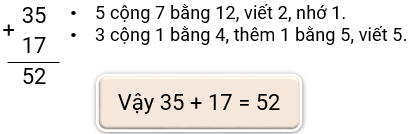 35
+
17
52
• 5 cộng 7 bằng 12, viết 2, nhớ 1.
• 3 cộng 1 bằng 4, thêm 1 bằng 5, viết 5.
Vậy 35 + 17 = 52